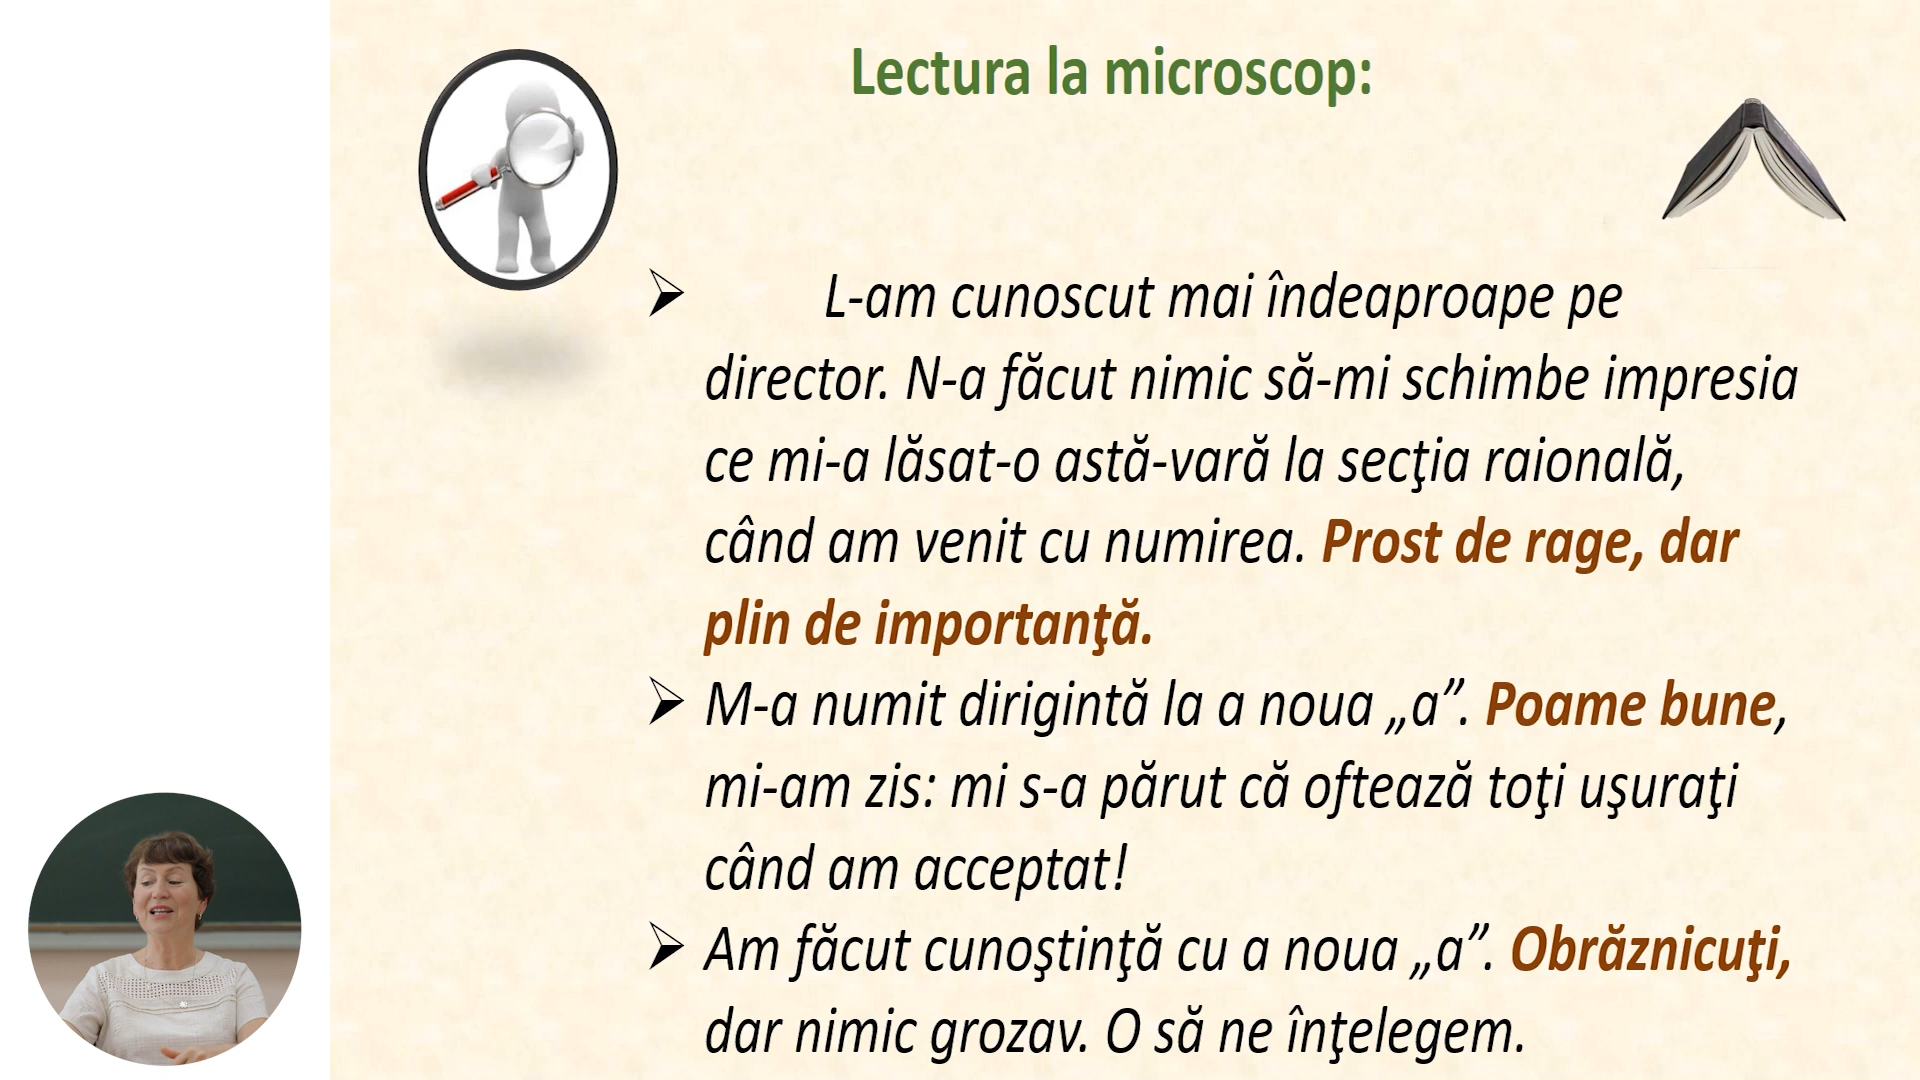 Lectura la microscop:
L-am cunoscut mai îndeaproape pe
director. N-a făcut nimic să-mi schimbe impresia
ce mi-a lăsat-o astă-vară la secţia raională,
când am venit cu numirea. Prost de rage, dar
plin de importanţă.
M-a numit dirigintă la a noua „a”. Poame bune,
mi-am zis: mi s-a părut că oftează toţi uşuraţi
când am acceptat!
Am făcut cunoştinţă cu a noua „a”. Obrăznicuţi,
dar nimic grozav. O să ne înţelegem.